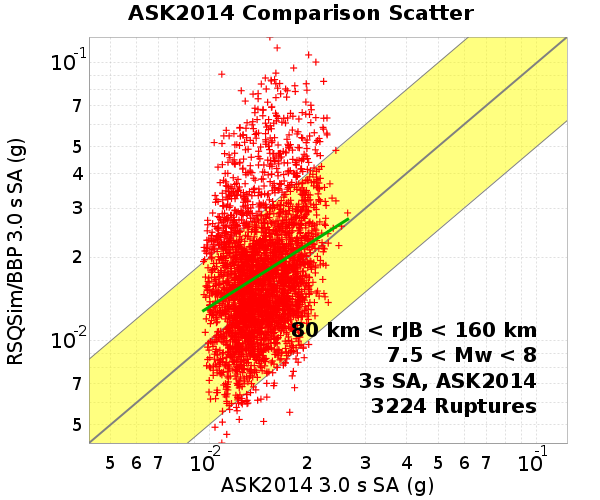 ASK2014 Comparison Scatter
RSQSim/BBP 3.0 s SA (g)
10-1
7
5
4
3
2
10-2
7
5
80 km < rJB < 160 km
7.5 < Mw < 8
3s SA, ASK2014
3224 Ruptures
5 6 7 10-2 2 3 4 5 6 7 10-1
ASK2014 3.0 s SA (g)